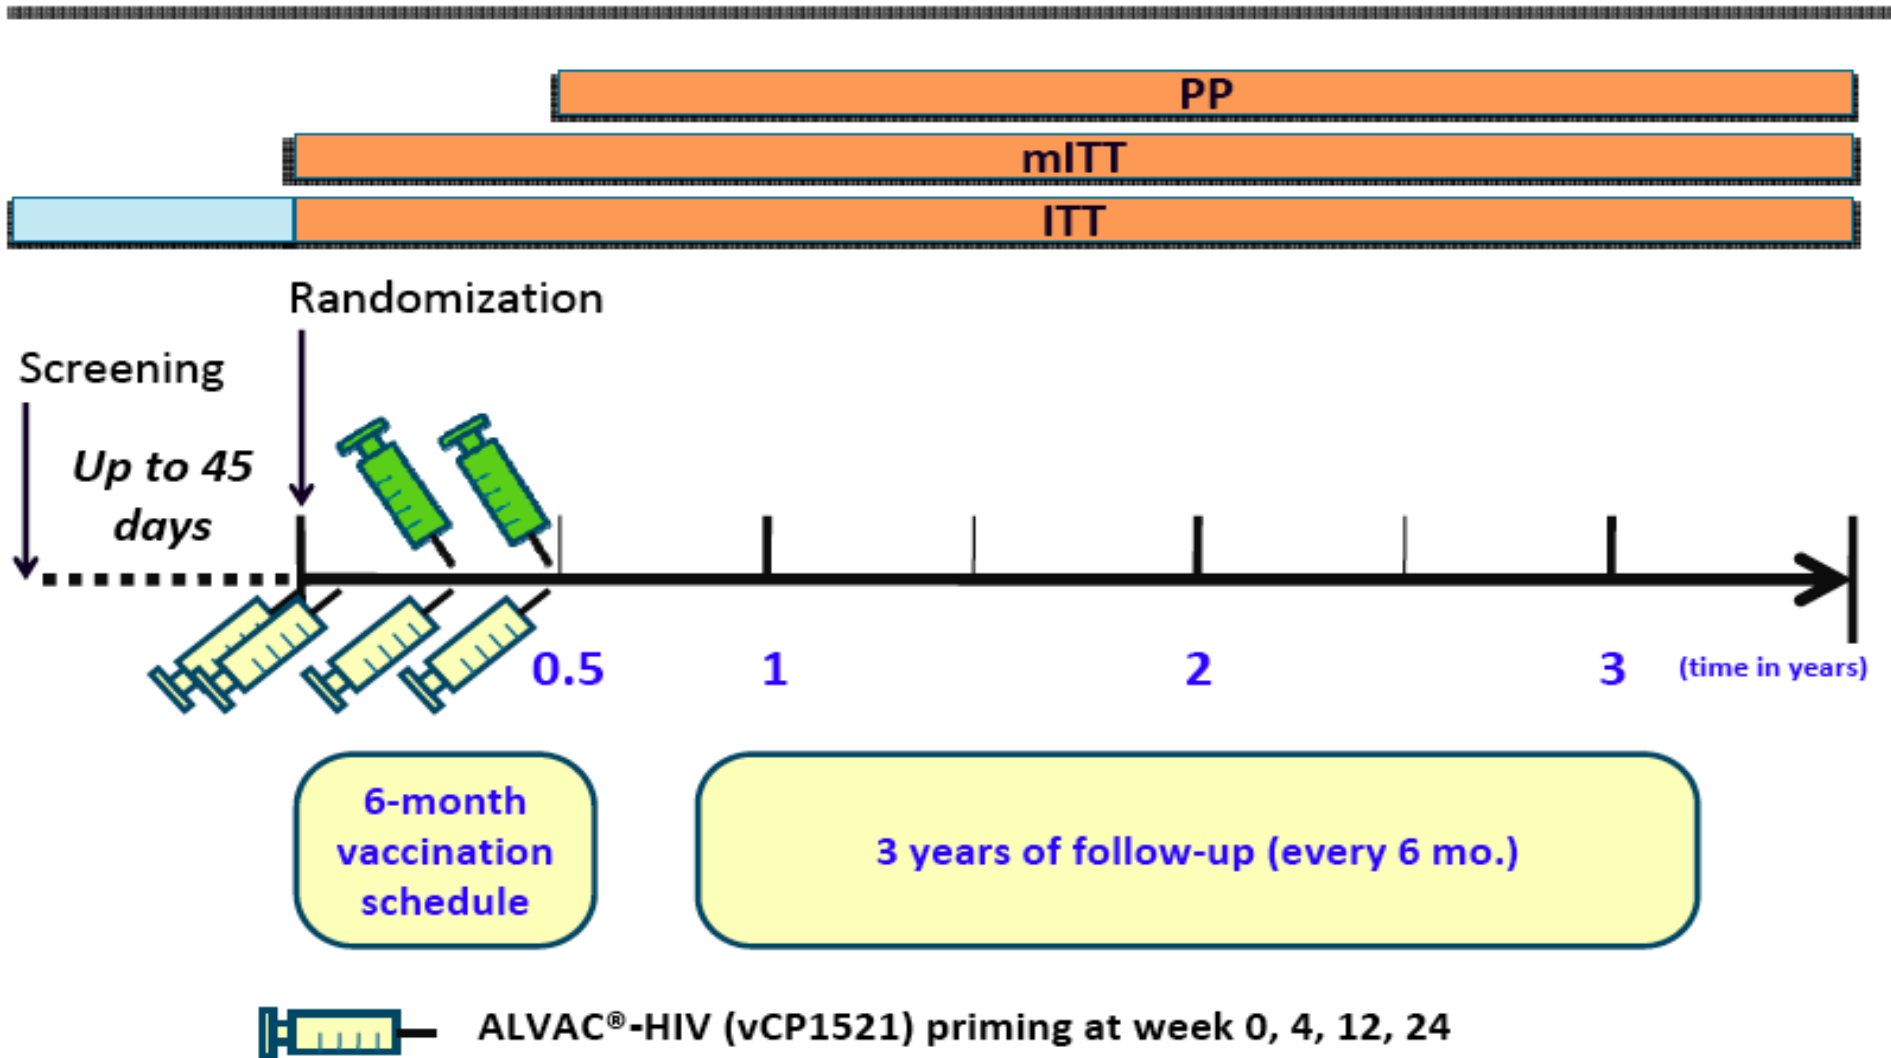 PP
mITT
ITT
Randomization
Screening
Up to 45
days
0.5
1
2
3
(time in years)
6-month
vaccination
schedule
3 years of follow-up (every 6 mo.)
ALVAC®-HIV (vCP1521) priming at week 0, 4, 12, 24